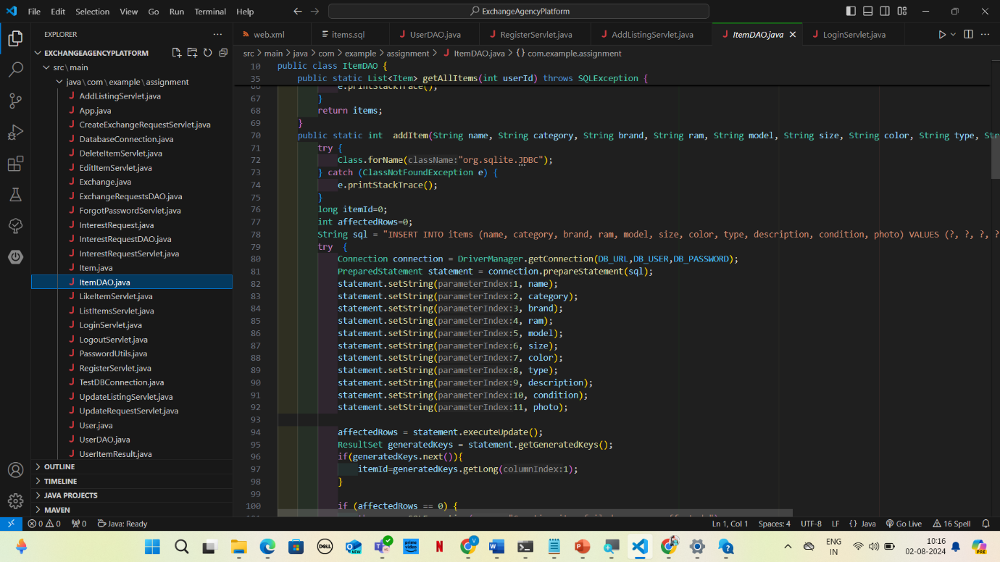 File Edit Selection View Go Run Terminal Help
ExchangeAgencyPlatform
EXPLORER
web.xml
items.sql
UserDAO.java
RegisterServlet.java
AddListingServlet.java
ItemDAO.java
LoginServlet.java
EXCHANGEAGENCYPLATFORM
src\main
java\com\example\assignment
AddListingServlet.java
App.java
CreateExchangeRequestServlet.java
DatabaseConnection.java
DeleteItemServlet.java
EditItemServlet.java
Exchange.java
ExchangeRequestsDAO.java
ForgotPasswordServlet.java
InterestRequest.java
InterestRequestDAO.java
InterestRequestServlet.java
Item.java
ItemDAO.java
LikeItemServlet.java
ListItemsServlet.java
LoginServlet.java
LogoutServlet.java
PasswordUtils.java
RegisterServlet.java
TestDBConnection.java
UpdateListingServlet.java
UpdateRequestServlet.java
User.java
UserDAO.java
UserItemResult.java
OUTLINE
TIMELINE
JAVA PROJECTS
MAVEN
src > main > java > com > example > assignment > J ItemDAO.java > {} com.example.assignment
10 public class ItemDAO {
35 public static List<Item> getAllItems(int userId) throws SQLException {
66 e.printStackTrace();
67 }
68 return items;
69 }
70 public static int addItem(String name, String category, String brand, String ram, String model, String size, String color, String type, Str
71 try {
72 Class.forName(className:"org.sqlite.JDBC");
73 } catch (ClassNotFoundException e) {
74 e.printStackTrace();
75 }
76 long itemId=0;
77 int affectedRows=0;
78 String sql = "INSERT INTO items (name, category, brand, ram, model, size, color, type, description, condition, photo) VALUES (?, ?, ?, ?
79 try {
80 Connection connection = DriverManager.getConnection(DB_URL,DB_USER,DB_PASSWORD);
81 PreparedStatement statement = connection.prepareStatement(sql);
82 statement.setString(parameterIndex:1, name);
83 statement.setString(parameterIndex:2, category);
84 statement.setString(parameterIndex:3, brand);
85 statement.setString(parameterIndex:4, ram);
86 statement.setString(parameterIndex:5, model);
87 statement.setString(parameterIndex:6, size);
88 statement.setString(parameterIndex:7, color);
89 statement.setString(parameterIndex:8, type);
90 statement.setString(parameterIndex:9, description);
91 statement.setString(parameterIndex:10, condition);
92 statement.setString(parameterIndex:11, photo);
93
94 affectedRows = statement.executeUpdate();
95 ResultSet generatedKeys = statement.getGeneratedKeys();
96 if(generatedKeys.next()){
97 itemId=generatedKeys.getLong(columnIndex:1);
98 }
99
100 if (affectedRows == 0) {
0 0 0 Java: Ready
Ln 1, Col 1 Spaces: 4 UTF-8 LF {} Java Go Live 16 Spell
DELL
NEW
prime video
N
V
W
P
ENG
IN
10:16
02-08-2024
PRE